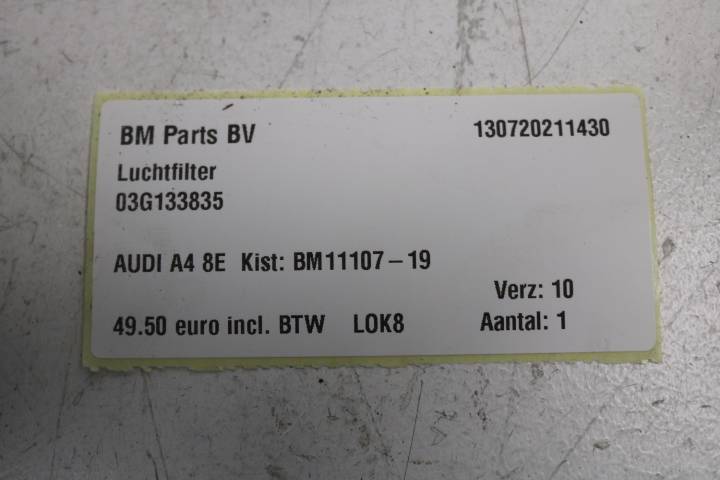 BM Parts BV 130720211430
Luchtfilter
03G133835
AUDI A4 8E Kist: BM11107-19
Verz: 10
49.50 euro incl. BTW LOK8 Aantal: 1